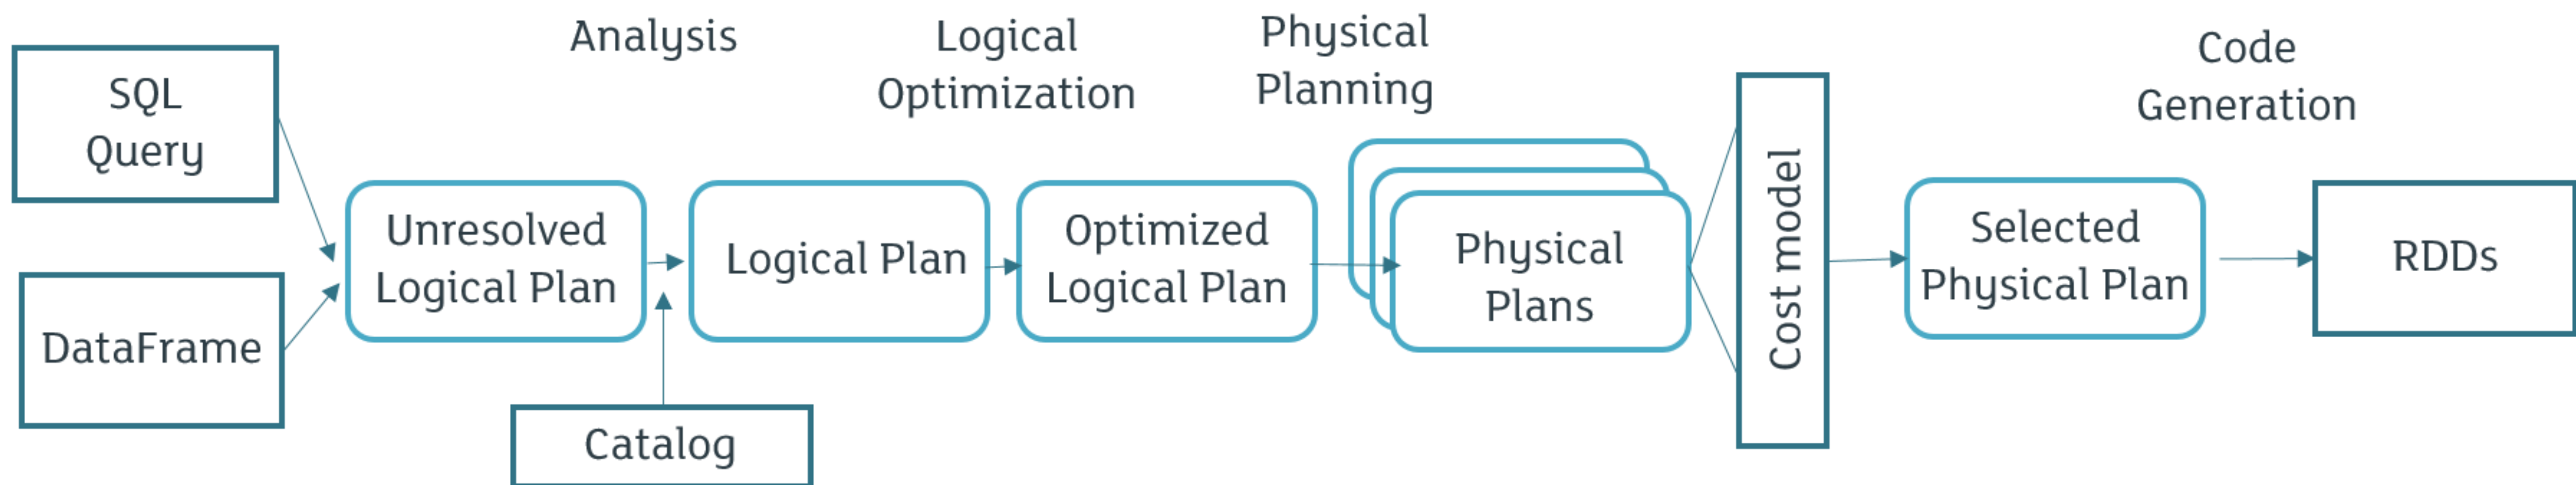 Analysis
Logical
Optimization
Physical
Planning
Code
Generation
SQL
Query
DataFrame
Unresolved
Logical Plan
Catalog
Logical Plan
Optimized
Logical Plan
Physical
Plans
Cost model
Selected
Physical Plan
RDDs